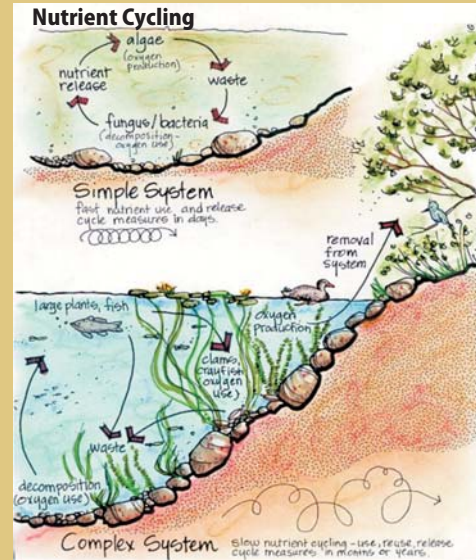 Nutrient Cycling
algae
(oxygen
production)
waste
fungus/bacteria
(decomposition-
oxygen use)
nutrient
release
Simple System
fast nutrient use and release
cycle measures in days.
removal
from
system
large plants, fish
oxygen
production
clams,
crayfish
(oxygen
use)
waste
decomposition
(oxygen use)
Complex System
slow nutrient cycling - use, reuse, release
cycle measures in months or years.